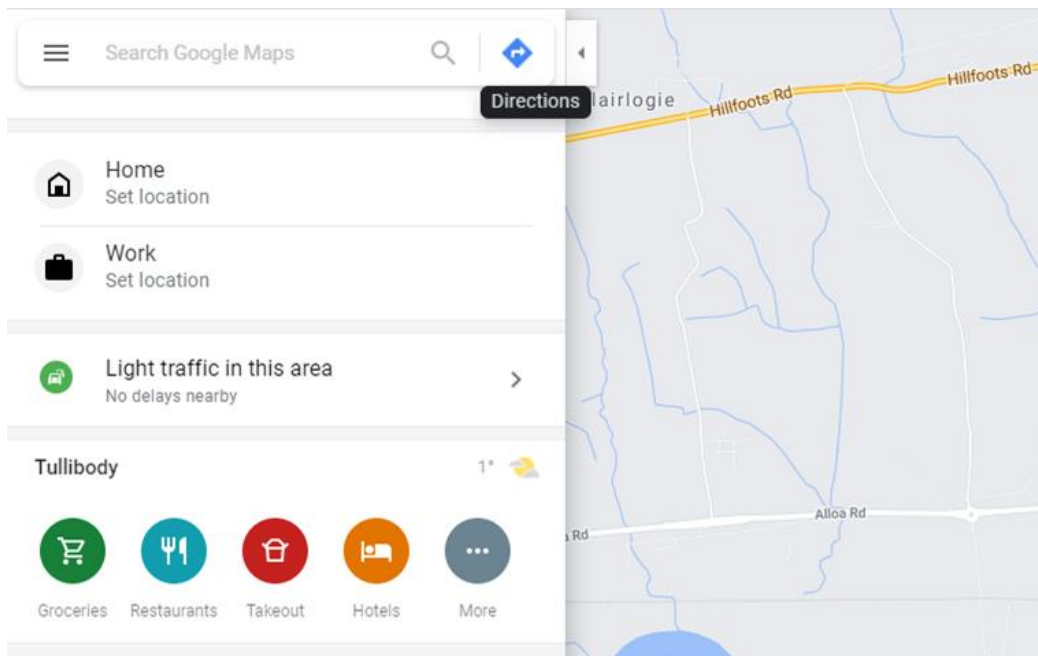 Search Google Maps
Directions
Home
Set location
Work
Set location
Light traffic in this area
No delays nearby
Tullibody
1°
Groceries
Restaurants
Takeout
Hotels
More
lairlogie
Hillfoots Rd
Hillfoots Rd
Alloa Rd
Rd